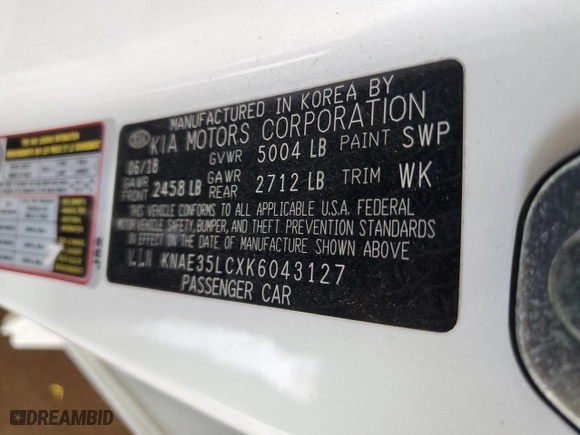 MANUFACTURED IN KOREA BY
KIA MOTORS CORPORATION
06/18 GVWR 5004 LB PAINT SWP
GAWR FRONT 2458 LB GAWR REAR 2712 LB TRIM WK
THIS VEHICLE CONFORMS TO ALL APPLICABLE U.S.A. FEDERAL
MOTOR VEHICLE SAFETY, BUMPER, AND THEFT PREVENTION STANDARDS
IN EFFECT ON THE DATE OF MANUFACTURE SHOWN ABOVE
KNAE35LCXK6043127
PASSENGER CAR
DREAMBID